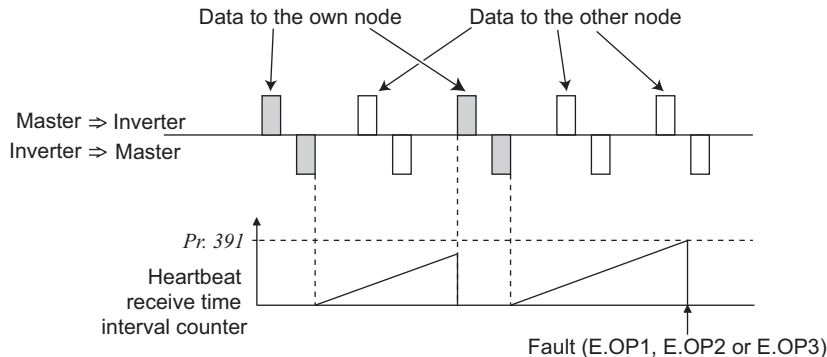 Data to the own node
Data to the other node
Master ⇒ Inverter
Inverter ⇒ Master
Pr. 391
Heartbeat
receive time
interval counter
Fault (E.OP1, E.OP2 or E.OP3)